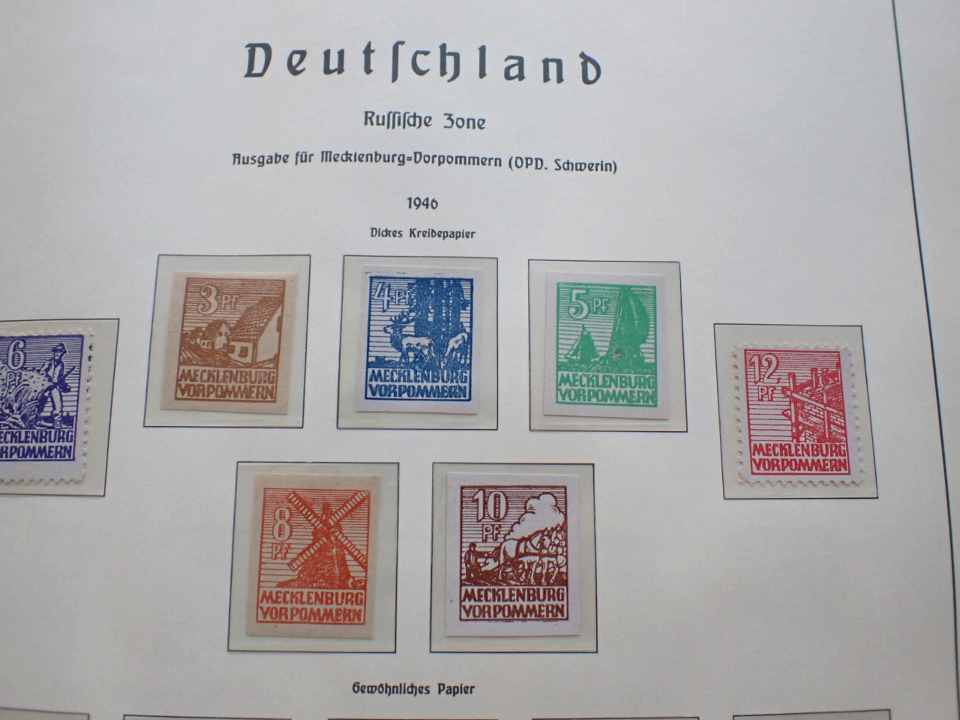 Deutschland
Russische Zone
Ausgabe für Mecklenburg=Vorpommern (OPD. Schwerin)
1946
Dickes Kreidepapier
3 PF
MECKLENBURG
VORPOMMERN
4 PF
MECKLENBURG
VORPOMMERN
5 PF
MECKLENBURG
VORPOMMERN
6
PF
MECKLENBURG
VORPOMMERN
12
PF
MECKLENBURG
VORPOMMERN
8
PF
MECKLENBURG
VORPOMMERN
10
PF
MECKLENBURG
VORPOMMERN
Gewöhnliches Papier